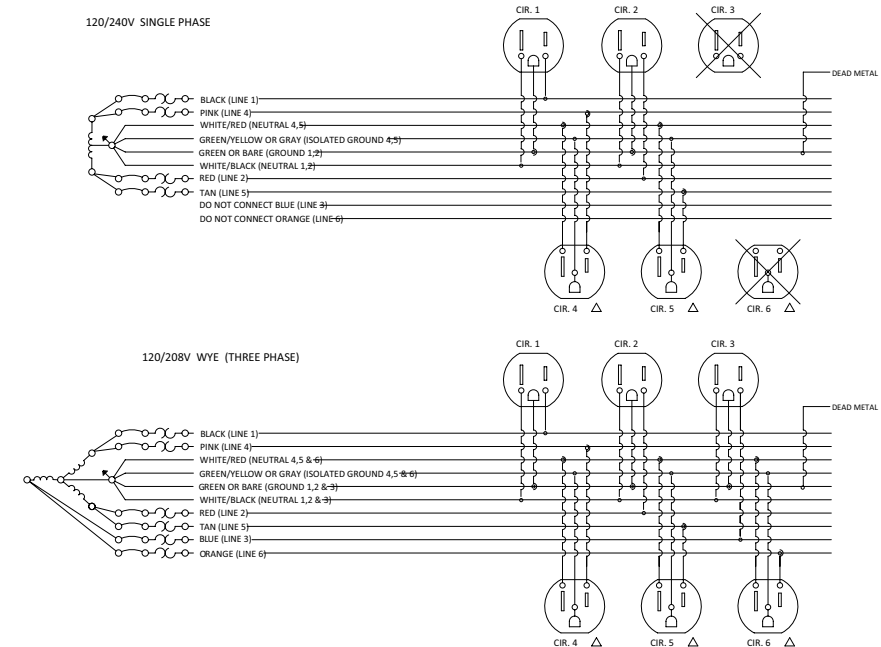 120/240V SINGLE PHASE
CIR. 1
CIR. 2
CIR. 3
DEAD METAL
BLACK (LINE 1)
PINK (LINE 4)
WHITE/RED (NEUTRAL 4,5)
GREEN/YELLOW OR GRAY (ISOLATED GROUND 4,5)
GREEN OR BARE (GROUND 1,2)
WHITE/BLACK (NEUTRAL 1,2)
RED (LINE 2)
TAN (LINE 5)
DO NOT CONNECT BLUE (LINE 3)
DO NOT CONNECT ORANGE (LINE 6)
CIR. 4
CIR. 5
CIR. 6
120/208V WYE (THREE PHASE)
CIR. 1
CIR. 2
CIR. 3
DEAD METAL
BLACK (LINE 1)
PINK (LINE 4)
WHITE/RED (NEUTRAL 4,5 & 6)
GREEN/YELLOW OR GRAY (ISOLATED GROUND 4,5 & 6)
GREEN OR BARE (GROUND 1,2 & 3)
WHITE/BLACK (NEUTRAL 1,2 & 3)
RED (LINE 2)
TAN (LINE 5)
BLUE (LINE 3)
ORANGE (LINE 6)
CIR. 4
CIR. 5
CIR. 6